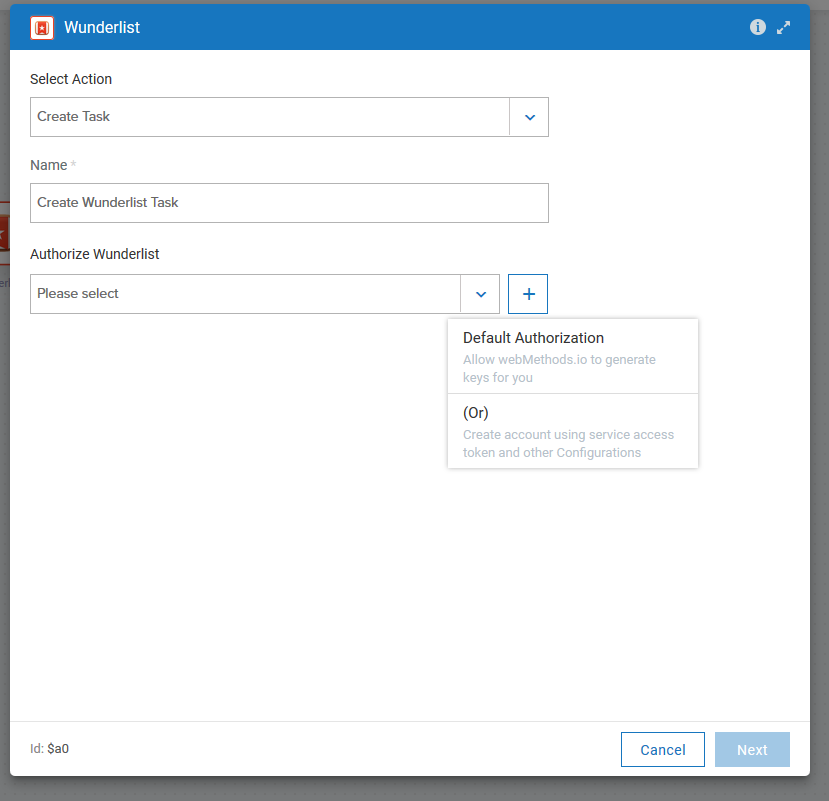 Wunderlist
Select Action
Create Task
Name *
Create Wunderlist Task
Authorize Wunderlist
Please select
Default Authorization
Allow webMethods.io to generate
keys for you
(Or)
Create account using service access
token and other Configurations
Id: $a0
Cancel
Next